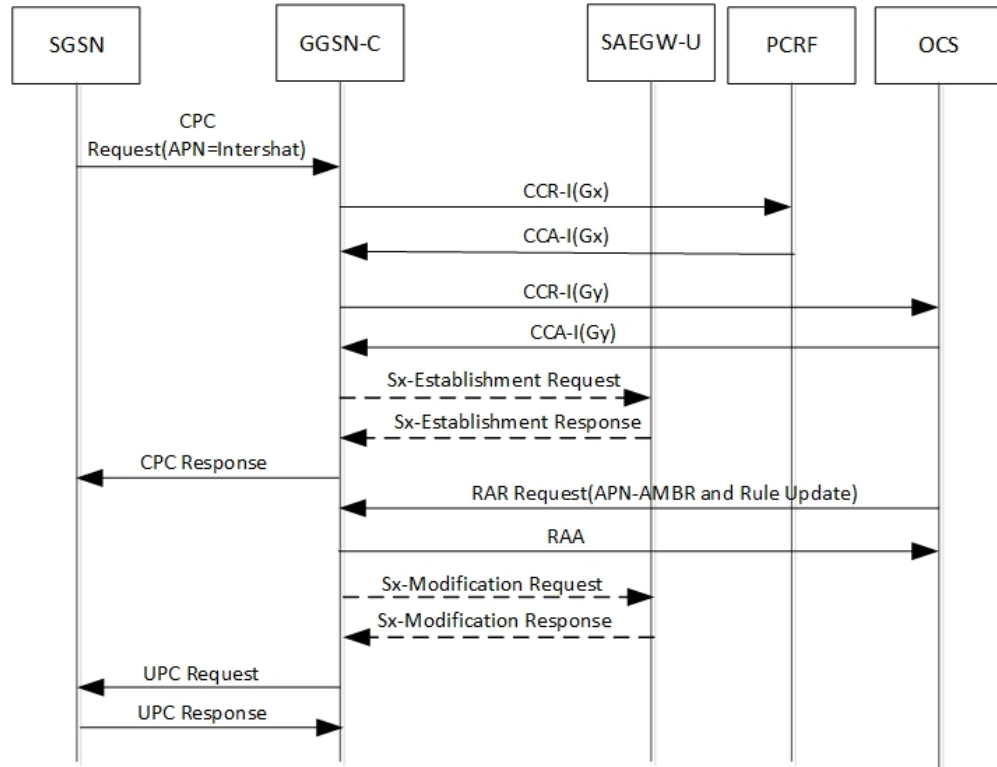 SGSN
GGSN-C
SAEGW-U
PCRF
OCS
CPC
Request(APN=Intershat)
CCR-I(Gx)
CCA-I(Gx)
CCR-I(Gy)
CCA-I(Gy)
Sx-Establishment Request
Sx-Establishment Response
CPC Response
RAR Request(APN-AMBR and Rule Update)
RAA
Sx-Modification Request
Sx-Modification Response
UPC Request
UPC Response